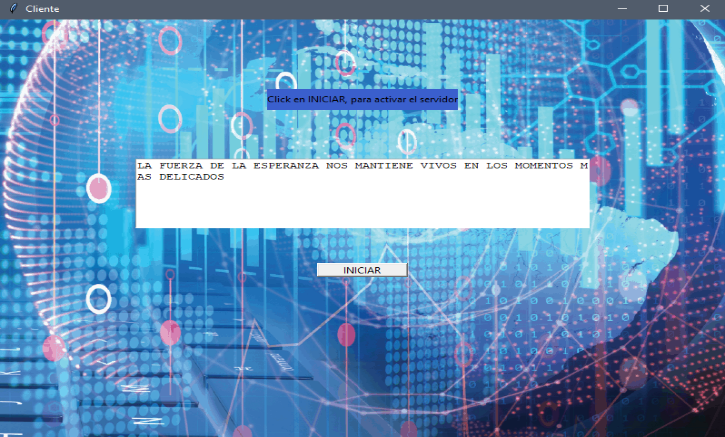 Cliente
Click en INICIAR, para activar el servidor
LA FUERZA DE LA ESPERANZA NOS MANTIENE VIVOS EN LOS MOMENTOS M
AS DELICADOS
INICIAR